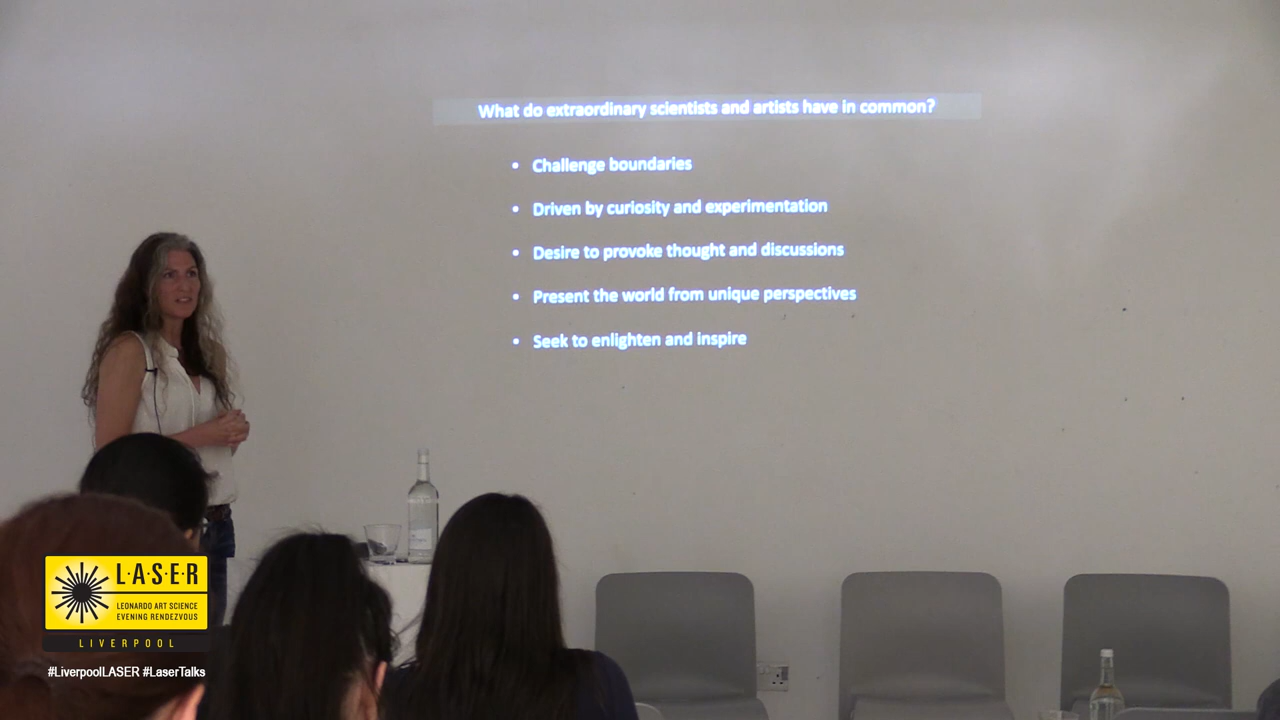 What do extraordinary scientists and artists have in common?
• Challenge boundaries
• Driven by curiosity and experimentation
• Desire to provoke thought and discussions
• Present the world from unique perspectives
• Seek to enlighten and inspire
L·A·S·E·R
LEONARDO ART SCIENCE
EVENING RENDEZVOUS
LIVERPOOL
#LiverpoolLASER #LaserTalks